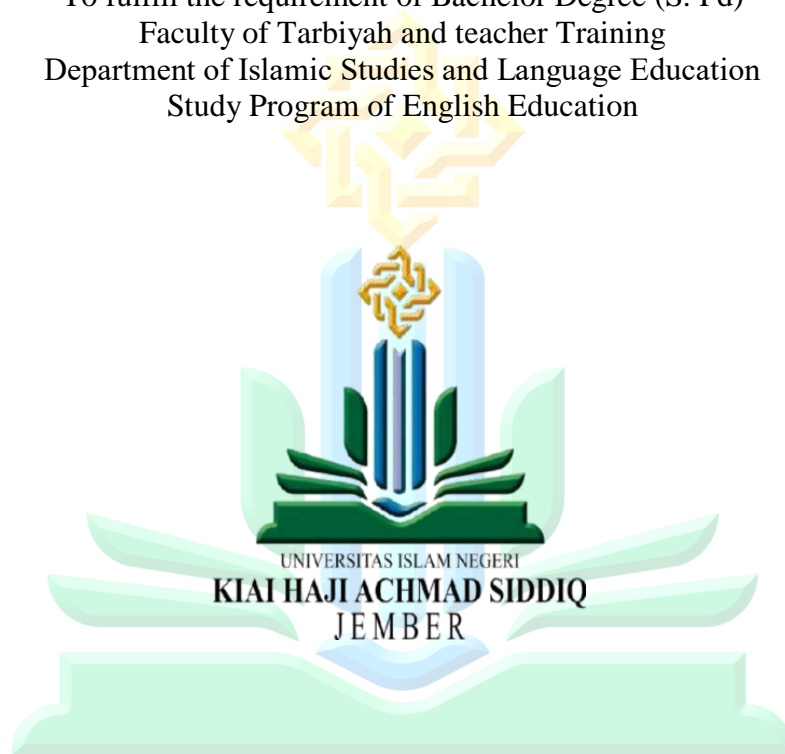 To fulfill the requirement of Bachelor Degree (S. Pd)
Faculty of Tarbiyah and teacher Training
Department of Islamic Studies and Language Education
Study Program of English Education
UNIVERSITAS ISLAM NEGERI
KIAI HAJI ACHMAD SIDDIQ
JEMBER